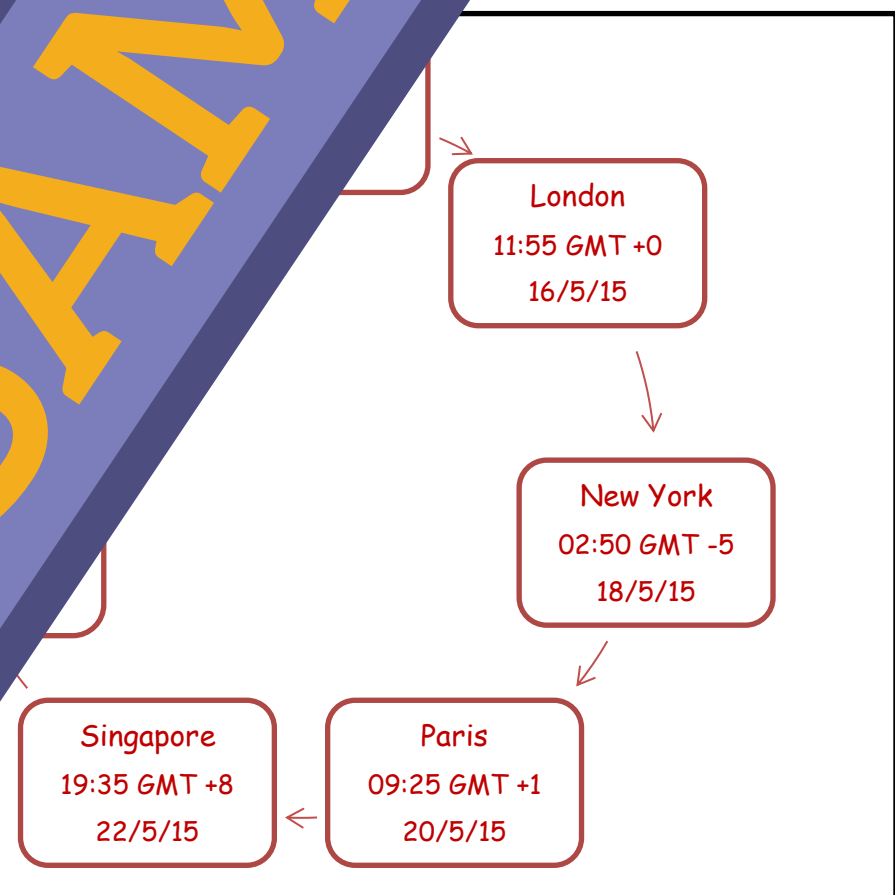 London
11:55 GMT +0
16/5/15
New York
02:50 GMT -5
18/5/15
Paris
09:25 GMT +1
20/5/15
Singapore
19:35 GMT +8
22/5/15